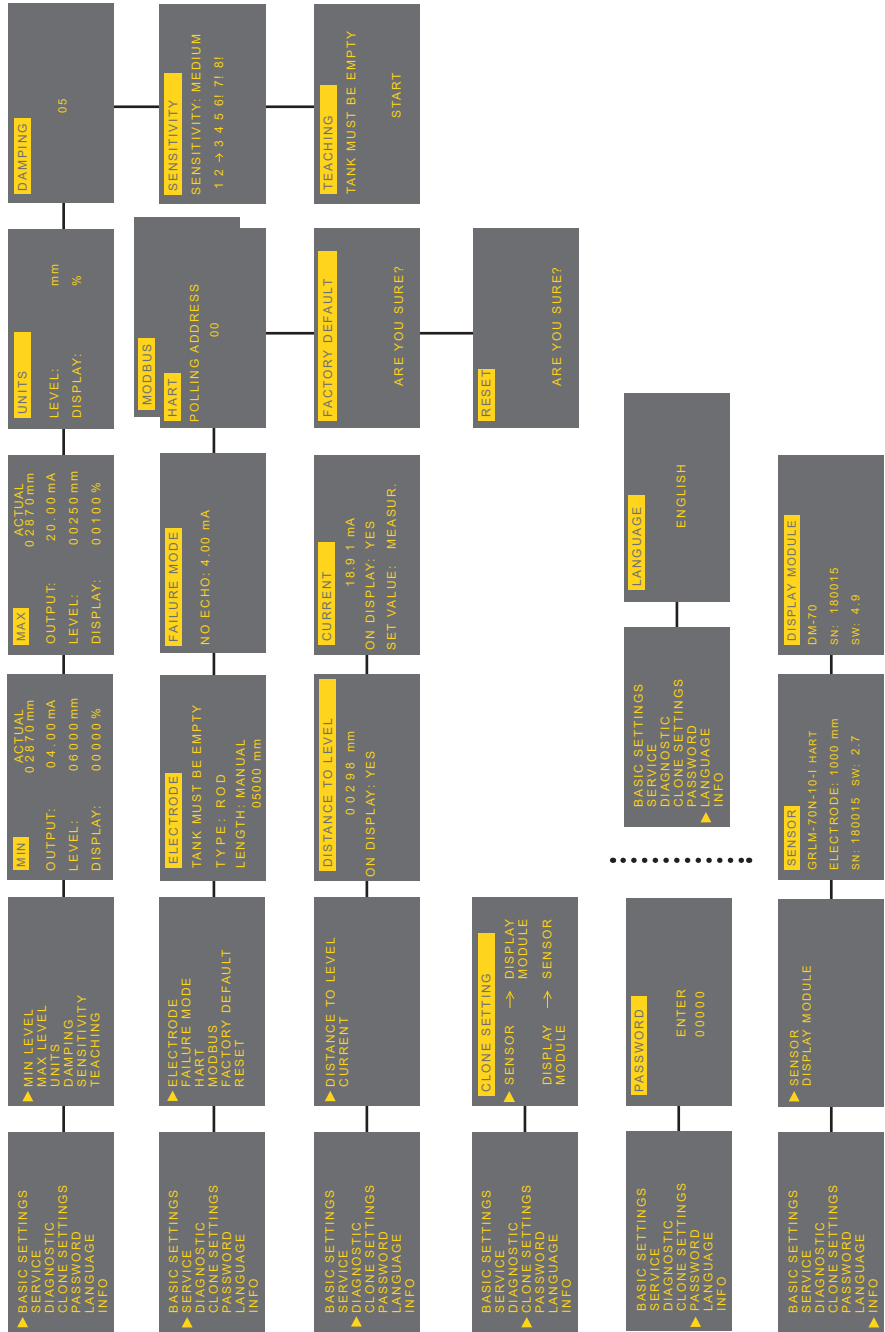 BASIC SETTINGS
SERVICE
DIAGNOSTIC
CLONE SETTINGS
PASSWORD
LANGUAGE
INFO
MIN LEVEL
MAX LEVEL
UNITS
DAMPING
SENSITIVITY
TEACHING
MIN
ACTUAL
02870mm
OUTPUT: 04.00mA
LEVEL: 06000mm
DISPLAY: 00000%
MAX
ACTUAL
02870mm
OUTPUT: 20.00mA
LEVEL: 00250mm
DISPLAY: 00100%
UNITS
LEVEL: mm
DISPLAY: %
DAMPING
05
SENSITIVITY
SENSITIVITY: MEDIUM
1 2 → 3 4 5 6! 7! 8!
TEACHING
TANK MUST BE EMPTY
START
BASIC SETTINGS
SERVICE
DIAGNOSTIC
CLONE SETTINGS
PASSWORD
LANGUAGE
INFO
ELECTRODE
FAILURE MODE
HART
MODBUS
FACTORY DEFAULT
RESET
ELECTRODE
TANK MUST BE EMPTY
TYPE: ROD
LENGTH: MANUAL
05000 mm
FAILURE MODE
NO ECHO: 4.00 mA
MODBUS
HART
POLLING ADDRESS
00
FACTORY DEFAULT
ARE YOU SURE?
RESET
ARE YOU SURE?
BASIC SETTINGS
SERVICE
DIAGNOSTIC
CLONE SETTINGS
PASSWORD
LANGUAGE
INFO
DISTANCE TO LEVEL
CURRENT
DISTANCE TO LEVEL
00298 mm
ON DISPLAY: YES
CURRENT
18.91 mA
ON DISPLAY: YES
SET VALUE: MEASUR.
BASIC SETTINGS
SERVICE
DIAGNOSTIC
CLONE SETTINGS
PASSWORD
LANGUAGE
INFO
CLONE SETTING
SENSOR → DISPLAY
MODULE
DISPLAY → SENSOR
MODULE
BASIC SETTINGS
SERVICE
DIAGNOSTIC
CLONE SETTINGS
PASSWORD
LANGUAGE
INFO
PASSWORD
ENTER
00000
BASIC SETTINGS
SERVICE
DIAGNOSTIC
CLONE SETTINGS
PASSWORD
LANGUAGE
INFO
LANGUAGE
ENGLISH
BASIC SETTINGS
SERVICE
DIAGNOSTIC
CLONE SETTINGS
PASSWORD
LANGUAGE
INFO
SENSOR
DISPLAY MODULE
SENSOR
GRLM-70N-10-I HART
ELECTRODE: 1000 mm
SN: 180015 SW: 2.7
DISPLAY MODULE
DM-70
SN: 180015
SW: 4.9